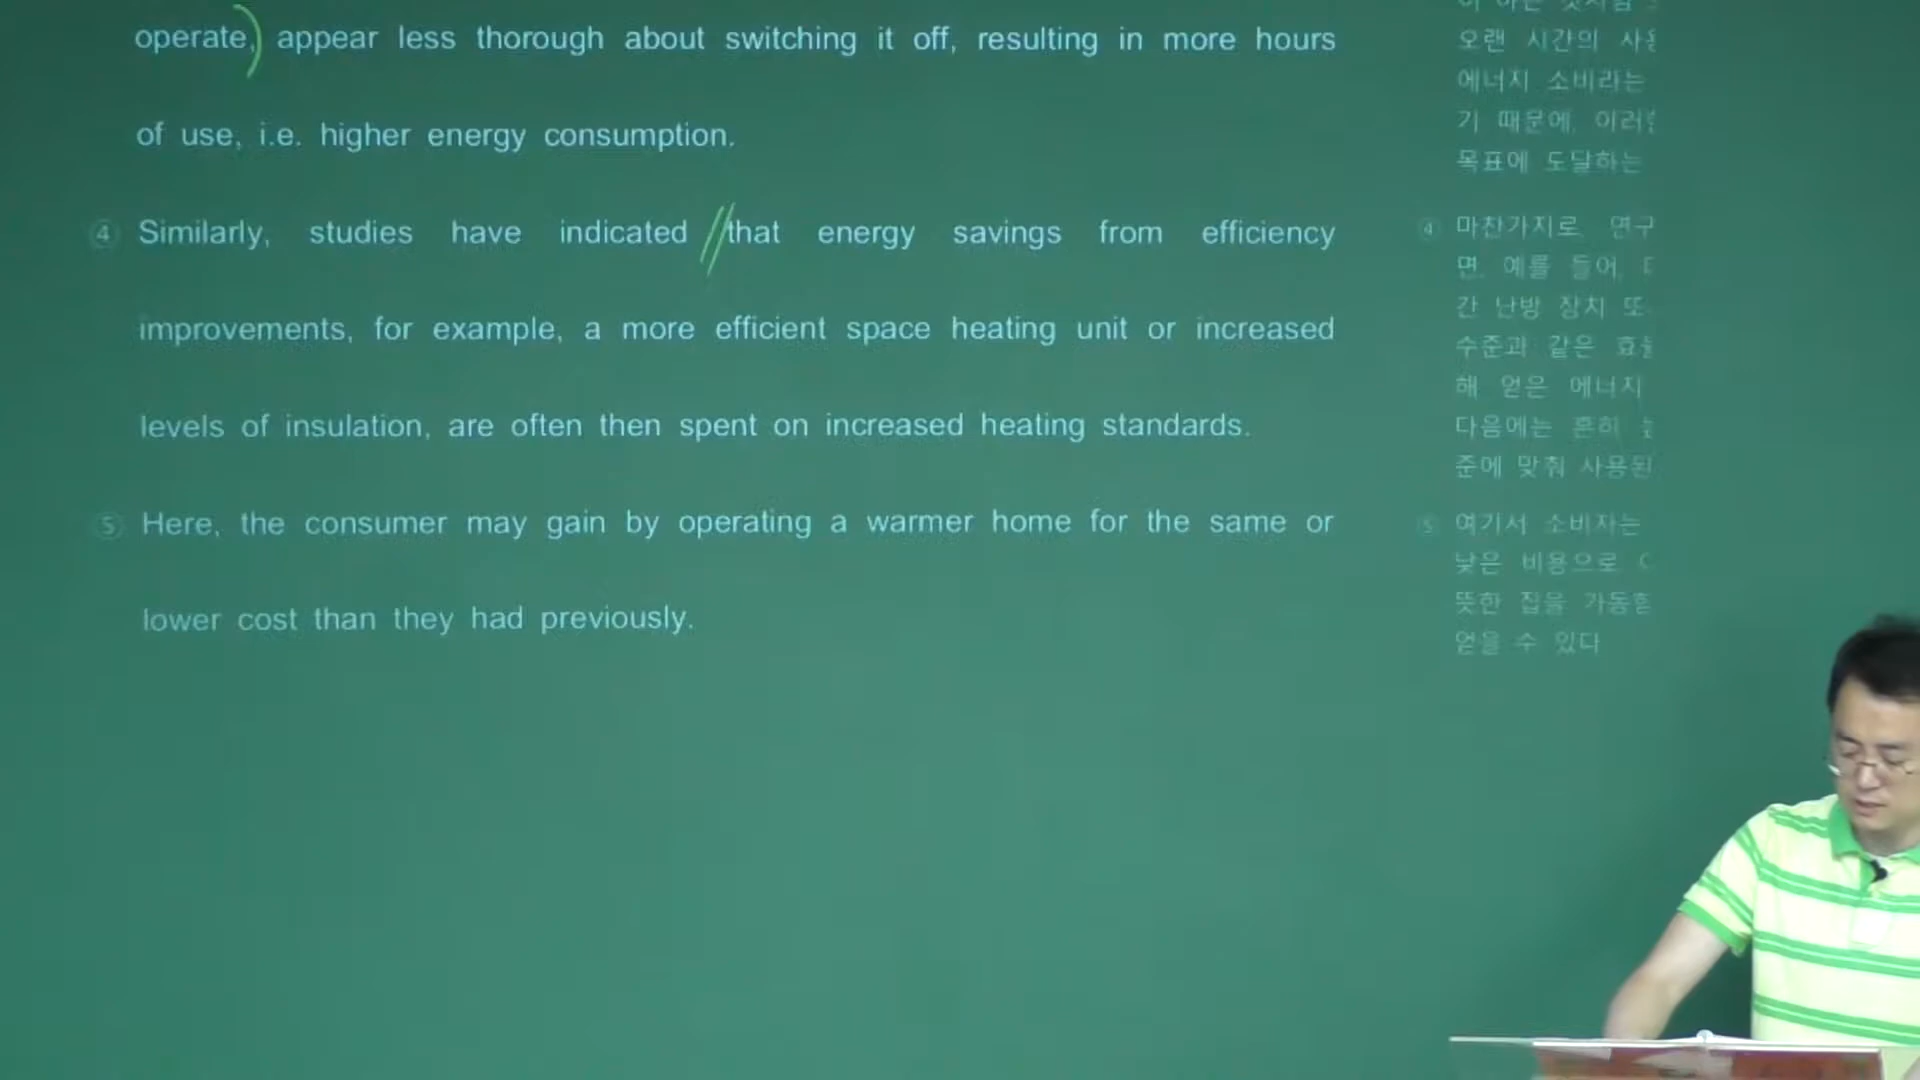 operate, appear less thorough about switching it off, resulting in more hours
of use, i.e. higher energy consumption.
④ Similarly, studies have indicated that energy savings from efficiency
improvements, for example, a more efficient space heating unit or increased
levels of insulation, are often then spent on increased heating standards.
⑤ Here, the consumer may gain by operating a warmer home for the same or
lower cost than they had previously.
오랜 시간의
에너지 소비라는
기 때문에, 이러한
목표에 도달하는
④ 마찬가지로, 연구
면, 예를 들어,
간 난방 장치 또
수준과 같은
해 얻은 에너지
다음에는 흔히
준에 맞춰 사용된
⑤ 여기서 소비자는
낮은 비용으로
뜻한 집을 가동함
얻을 수 있다